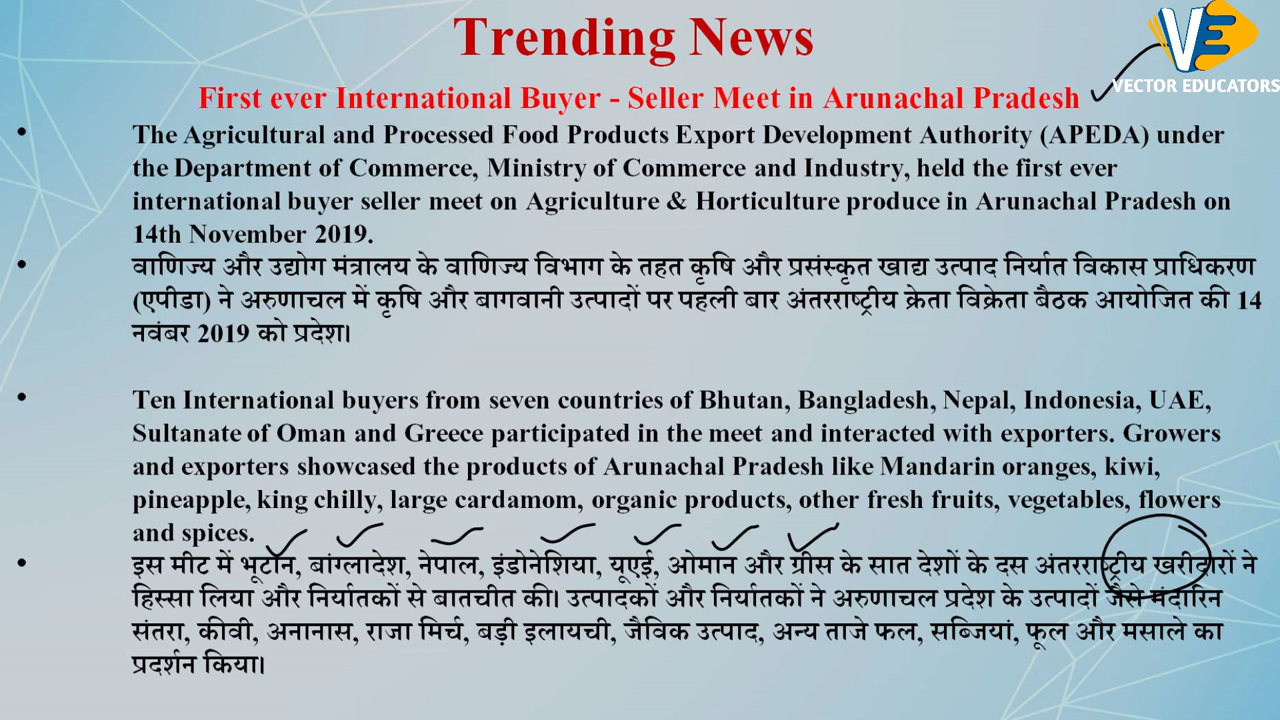 Trending News
VE
VECTOR EDUCATORS
First ever International Buyer - Seller Meet in Arunachal Pradesh
• The Agricultural and Processed Food Products Export Development Authority (APEDA) under
the Department of Commerce, Ministry of Commerce and Industry, held the first ever
international buyer seller meet on Agriculture & Horticulture produce in Arunachal Pradesh on
14th November 2019.
• वाणिज्य और उद्योग मंत्रालय के वाणिज्य विभाग के तहत कृषि और प्रसंस्कृत खाद्य उत्पाद निर्यात विकास प्राधिकरण
(एपीडा) ने अरुणाचल में कृषि और बागवानी उत्पादों पर पहली बार अंतरराष्ट्रीय क्रेता विक्रेता बैठक आयोजित की 14
नवंबर 2019 को प्रदेश।
• Ten International buyers from seven countries of Bhutan, Bangladesh, Nepal, Indonesia, UAE,
Sultanate of Oman and Greece participated in the meet and interacted with exporters. Growers
and exporters showcased the products of Arunachal Pradesh like Mandarin oranges, kiwi,
pineapple, king chilly, large cardamom, organic products, other fresh fruits, vegetables, flowers
and spices.
• इस मीट में भूटान, बांग्लादेश, नेपाल, इंडोनेशिया, यूएई, ओमान और ग्रीस के सात देशों के दस अंतरराष्ट्रीय खरीदारों ने
हिस्सा लिया और निर्यातकों से बातचीत की। उत्पादकों और निर्यातकों ने अरुणाचल प्रदेश के उत्पादों जैसे मंदारिन
संतरा, कीवी, अनानास, राजा मिर्च, बड़ी इलायची, जैविक उत्पाद, अन्य ताजे फल, सब्जियां, फूल और मसाले का
प्रदर्शन किया।